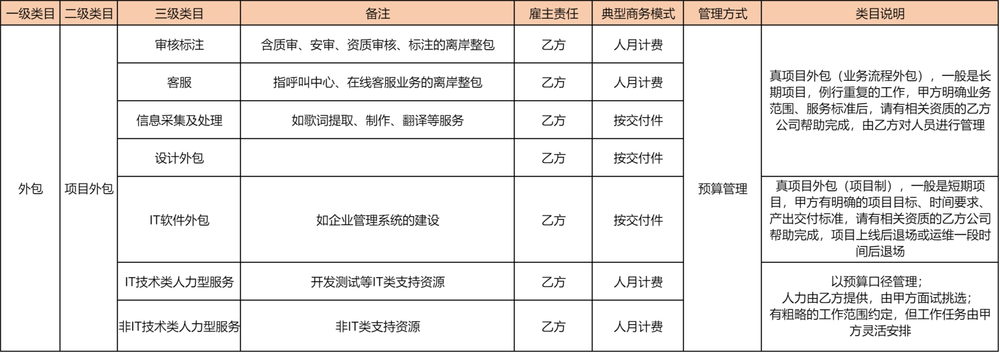 一级类目 二级类目 三级类目 备注 雇主责任 典型商务模式 管理方式 类目说明
外包
项目外包
审核标注 含质审、安审、资质审核、标注的离岸整包 乙方 人月计费
客服 指呼叫中心、在线客服业务的离岸整包 乙方 人月计费
信息采集及处理 如歌词提取、制作、翻译等服务 乙方 按交付件
设计外包 乙方 按交付件
IT软件外包 如企业管理系统的建设 乙方 按交付件
IT技术类人力型服务 开发测试等IT类支持资源 乙方 人月计费
非IT技术类人力型服务 非IT类支持资源 乙方 人月计费
预算管理
真项目外包（业务流程外包），一般是长
期项目，例行重复的工作，甲方明确业务
范围、服务标准后，请有相关资质的乙方
公司帮助完成，由乙方对人员进行管理
真项目外包（项目制），一般是短期项
目，甲方有明确的项目目标、时间要求、
产出交付标准，请有相关资质的乙方公司
帮助完成，项目上线后退场或运维一段时
间后退场
以预算口径管理；
人力由乙方提供，由甲方面试挑选；
有粗略的工作范围约定，但工作任务由甲
方灵活安排